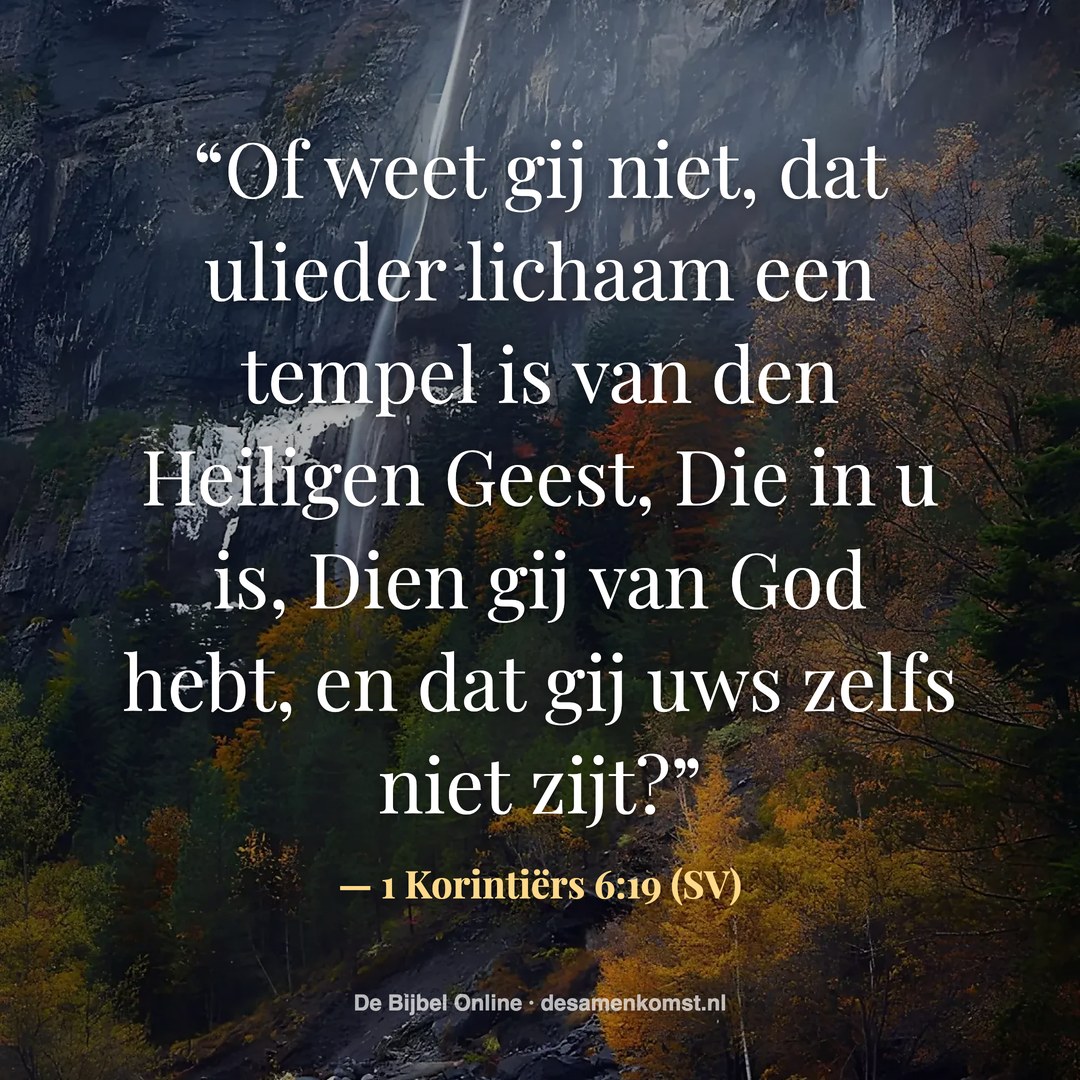 “Of weet gij niet, dat
ulieder lichaam een
tempel is van den
Heiligen Geest, Die in u
is, Dien gij van God
hebt, en dat gij uws zelfs
niet zijt?”
— 1 Korintiërs 6:19 (SV)
De Bijbel Online · desamenkomst.nl